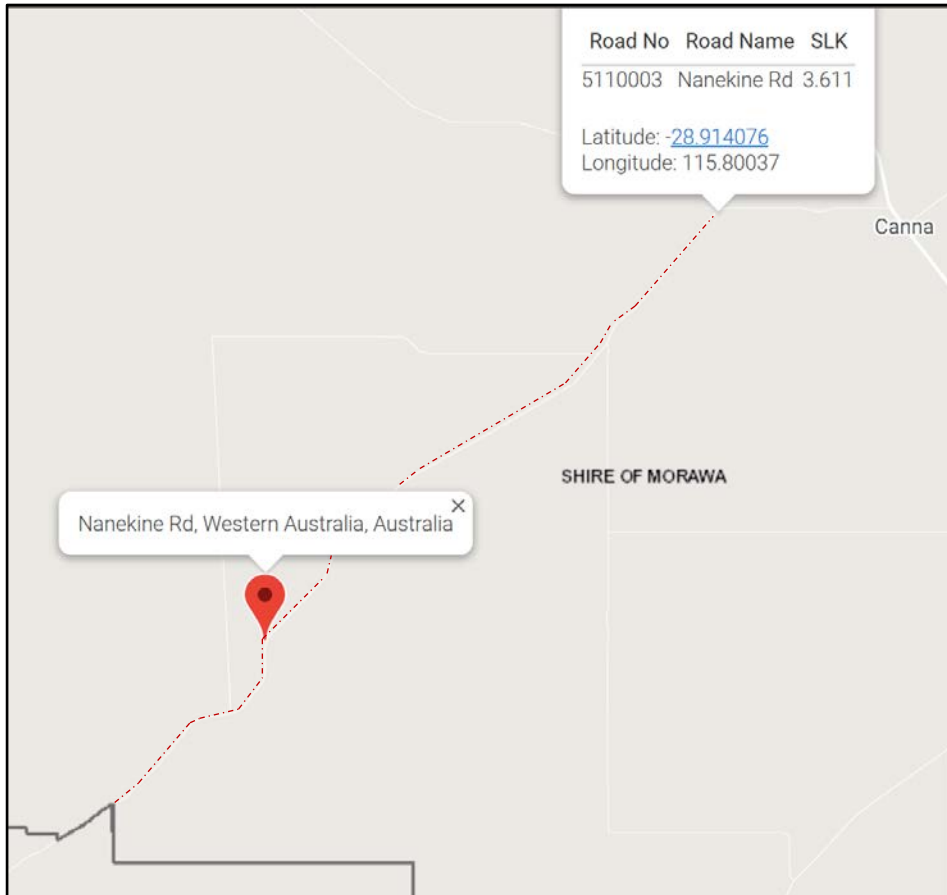 Road No Road Name SLK
5110003 Nanekine Rd 3.611
Latitude: -28.914076
Longitude: 115.80037
Canna
SHIRE OF MORAWA
Nanekine Rd, Western Australia, Australia